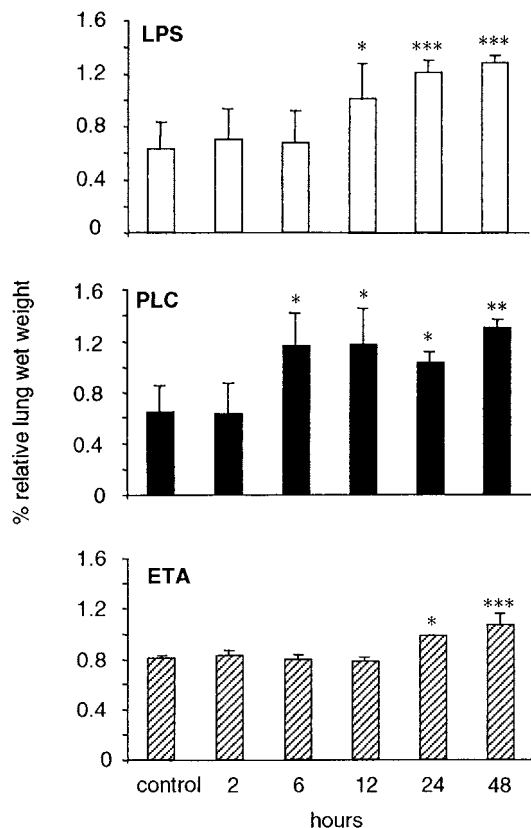 1.6
LPS
* *** ***
1.2
0.8
0.4
0
% relative lung wet weight
1.6
PLC
* * * **
1.2
0.8
0.4
0
1.6
ETA
* ***
1.2
0.8
0.4
0
control 2 6 12 24 48
hours